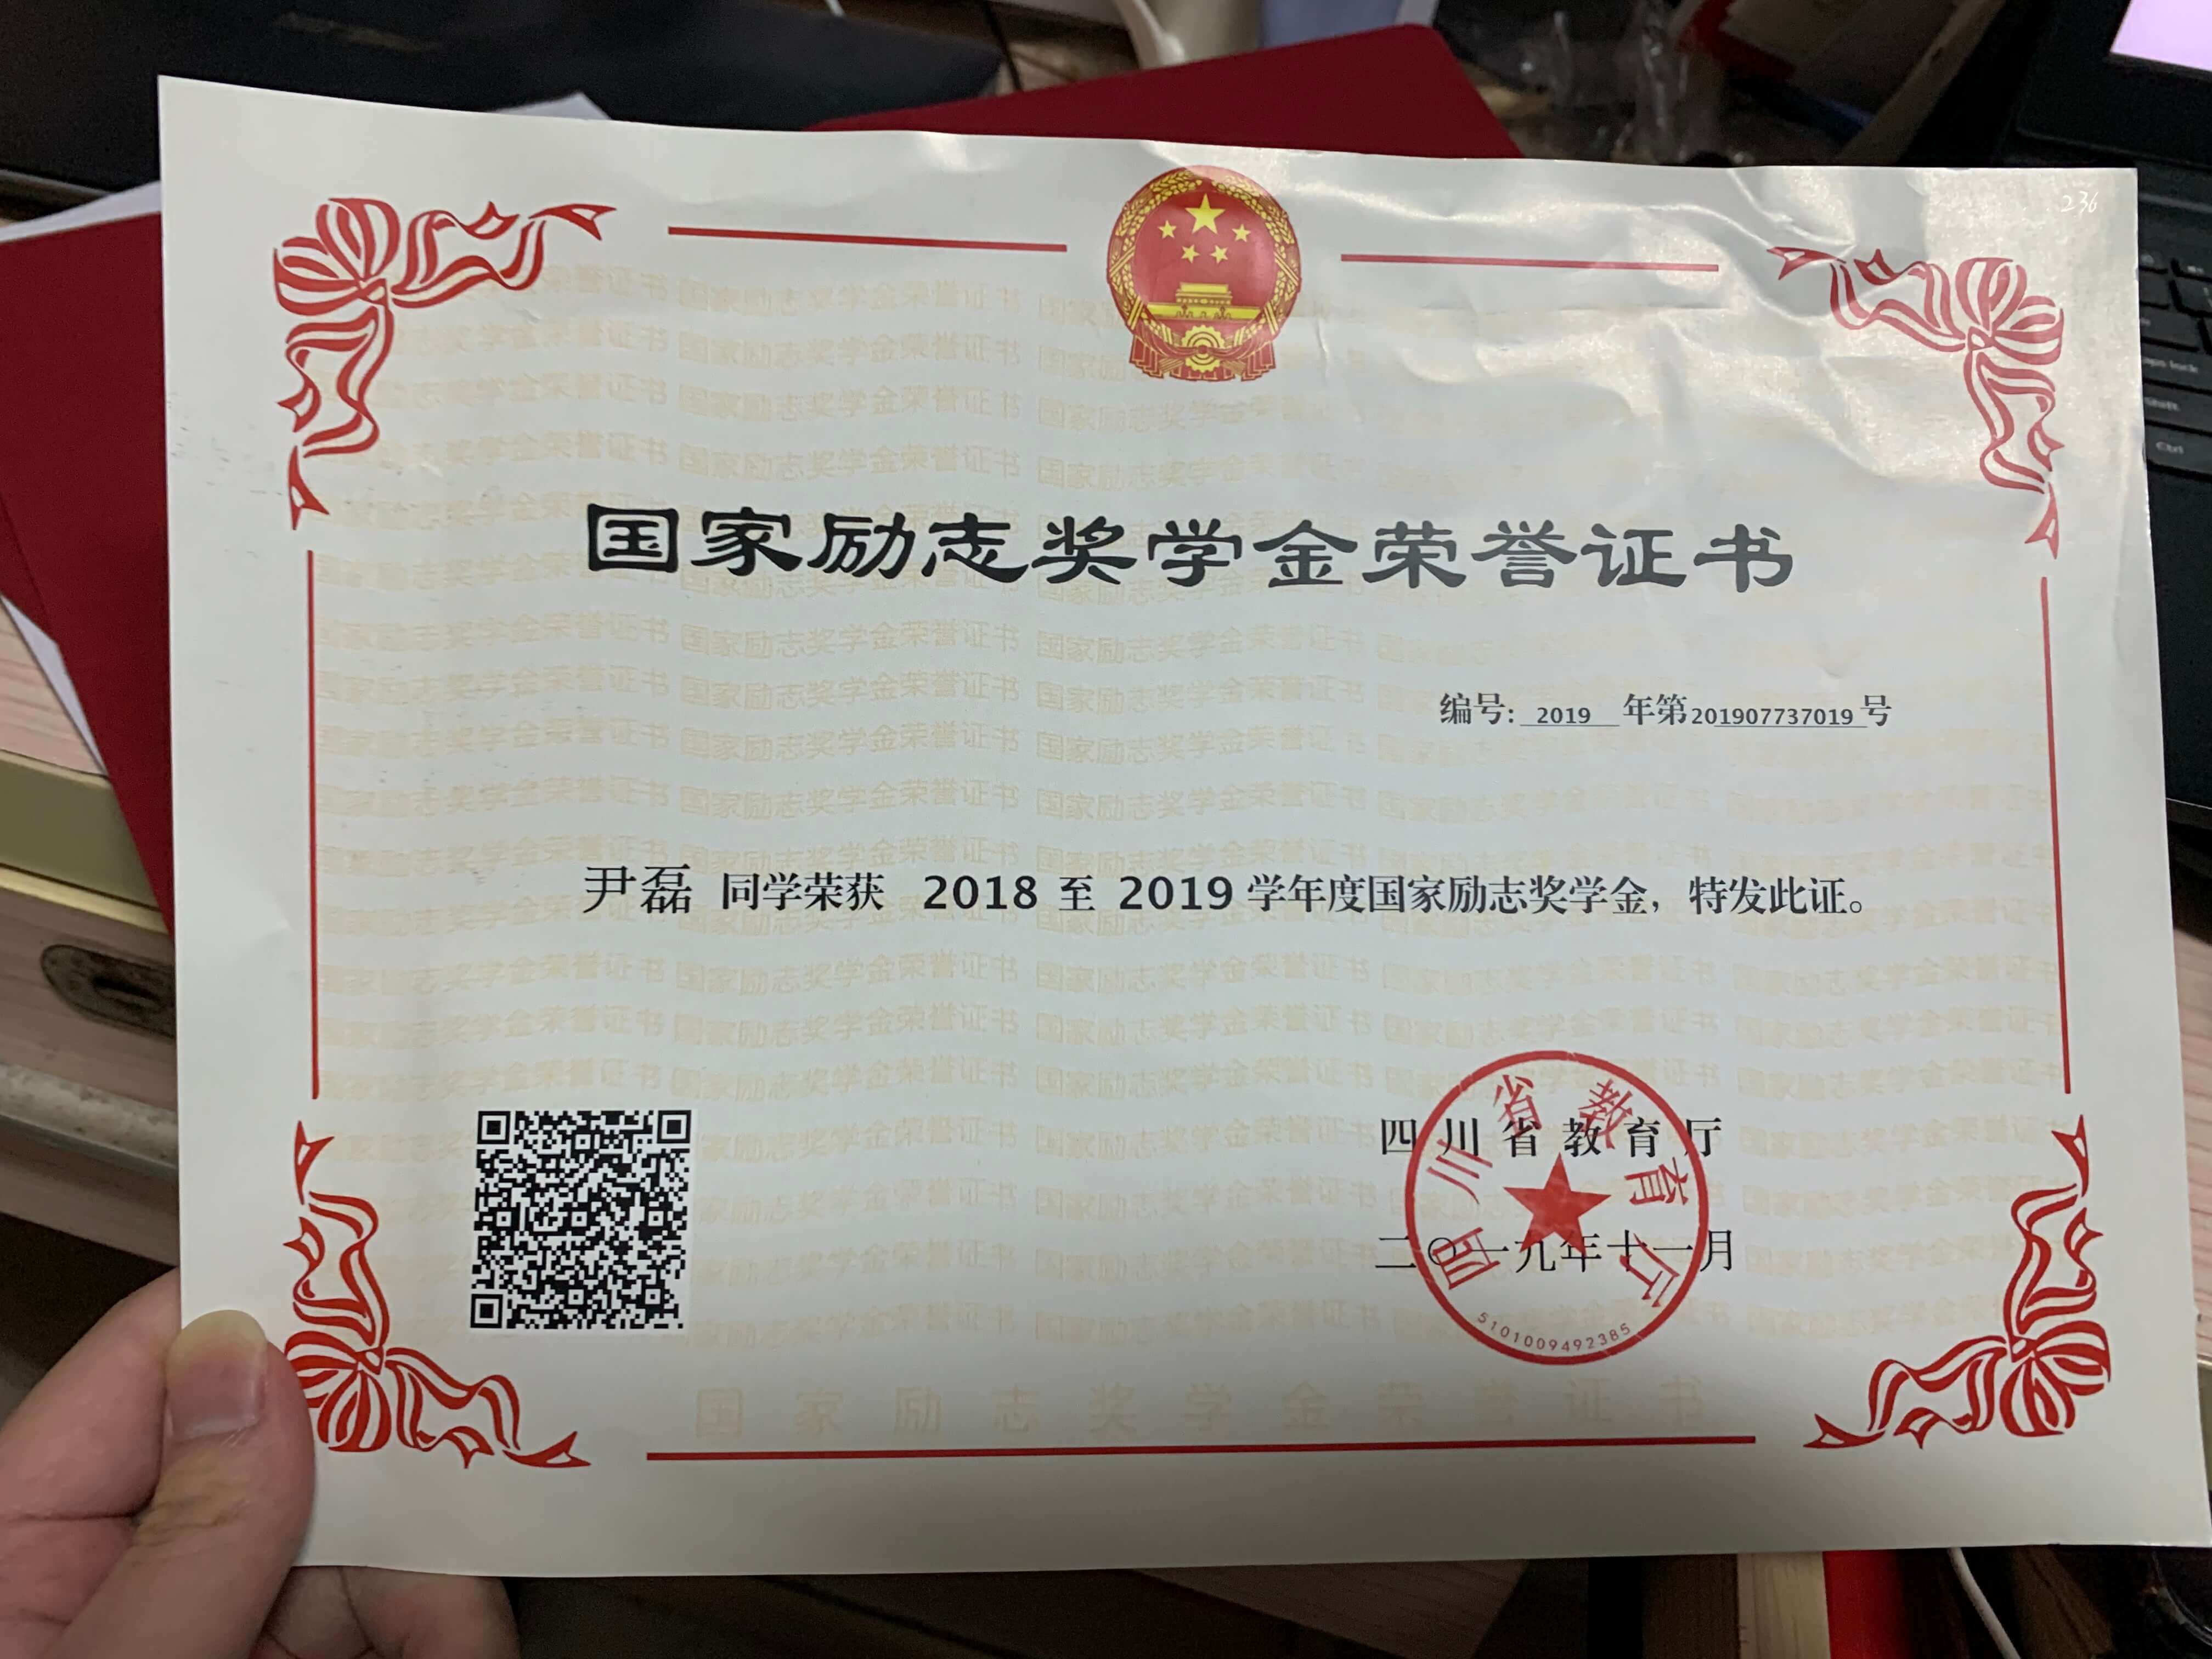 236
国家励志奖学金荣誉证书
编号: 2019 年第201907737019号
尹磊 同学荣获 2018 至 2019 学年度国家励志奖学金，特发此证。
四川省教育厅
二〇一九年十一月
四川省教育厅
5101009492385
国家励志奖学金荣誉证书
caps lock
Shift
Ctrl